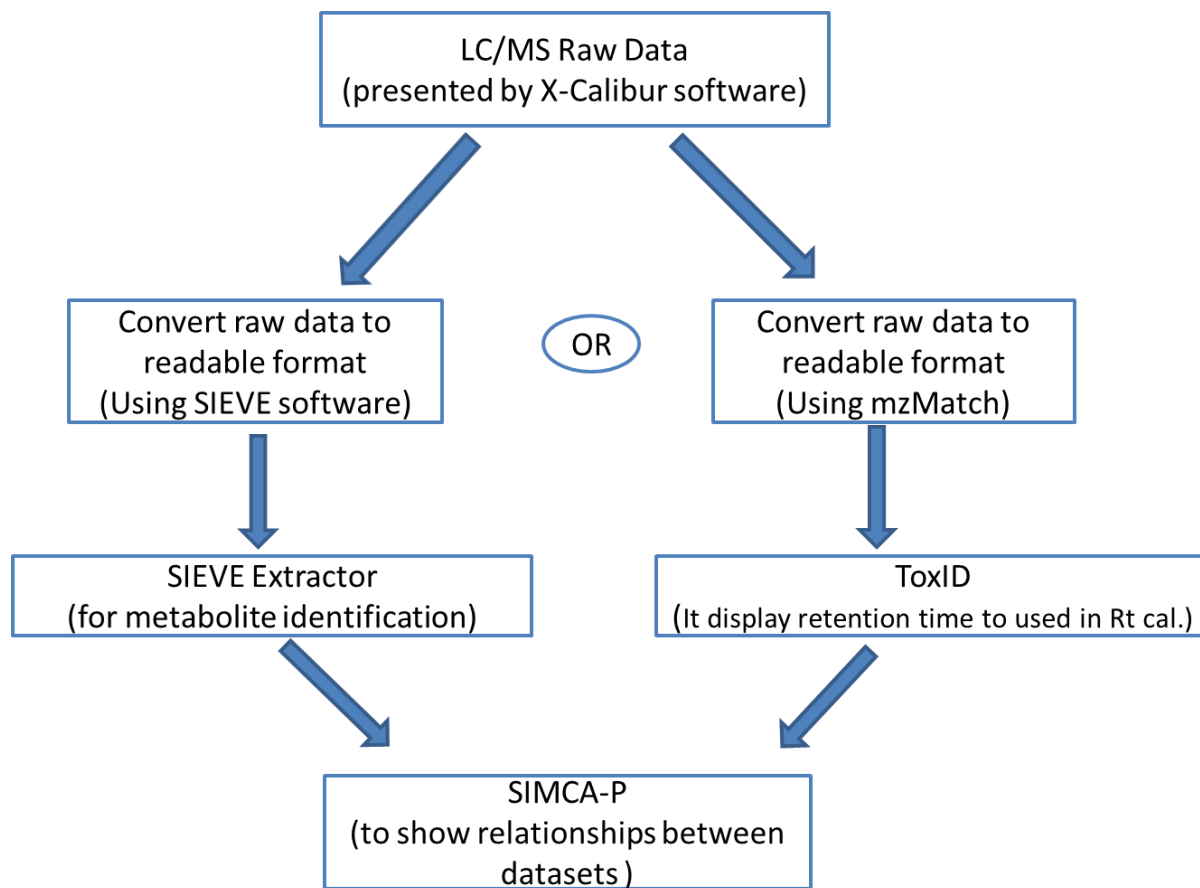 LC/MS Raw Data
(presented by X-Calibur software)
Convert raw data to
readable format
(Using SIEVE software)
OR
Convert raw data to
readable format
(Using mzMatch)
SIEVE Extractor
(for metabolite identification)
ToxID
(It display retention time to used in Rt cal.)
SIMCA-P
(to show relationships between
datasets )